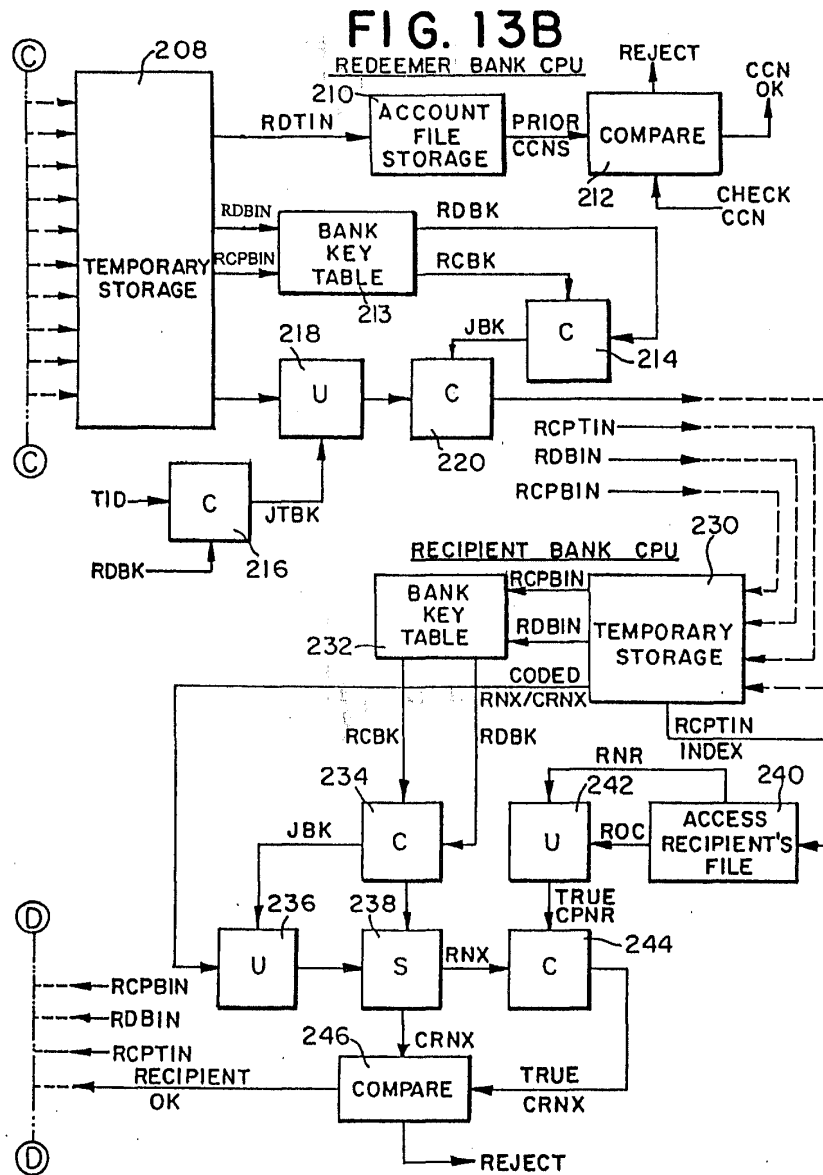 FIG. 13B
REDEEMER BANK CPU
C
208
REJECT
CCN
OK
210
RDTIN
ACCOUNT
FILE
STORAGE
PRIOR
CCNS
COMPARE
212
CHECK
CCN
RDBIN
RCPBIN
BANK
KEY
TABLE
213
RDBK
RCBK
TEMPORARY
STORAGE
218
JBK
C
214
U
C
220
C
TID
C
JTBK
216
RDBK
RCPTIN
RDBIN
RCPBIN
RECIPIENT BANK CPU
230
BANK
KEY
TABLE
232
RCPBIN
RDBIN
TEMPORARY
STORAGE
CODED
RNX/CRNX
RCPTIN
INDEX
RCBK
RDBK
RNR
234
242
240
JBK
C
U
ROC
ACCESS
RECIPIENT'S
FILE
TRUE
CPNR
D
236
238
244
U
S
RNX
C
RCPBIN
RDBIN
RCPTIN
CRNX
246
RECIPIENT
OK
COMPARE
TRUE
CRNX
D
REJECT